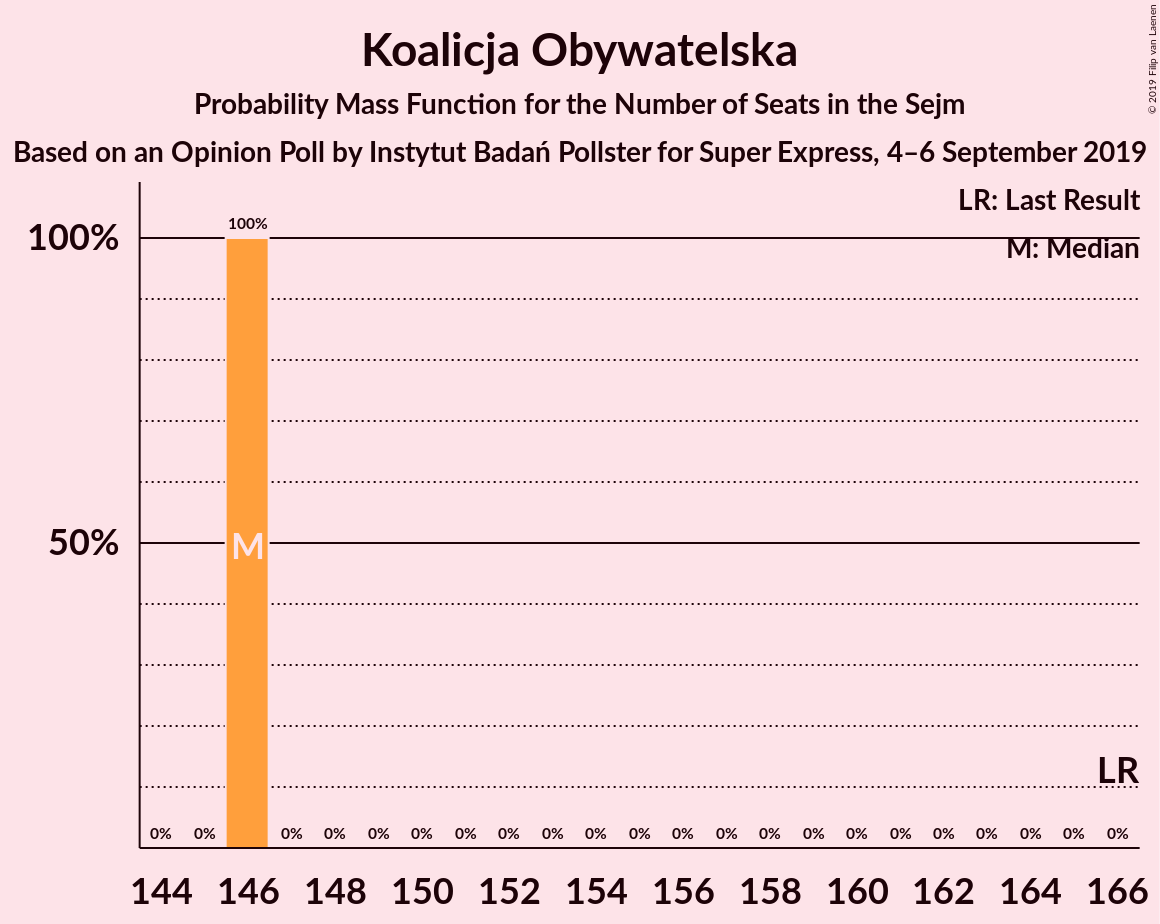 Koalicja Obywatelska
Probability Mass Function for the Number of Seats in the Sejm
Based on an Opinion Poll by Instytut Badań Pollster for Super Express, 4–6 September 2019
© 2019 Filip van Laenen
LR: Last Result
M: Median
100%
100%
50%
M
LR
0% 0% 0% 0% 0% 0% 0% 0% 0% 0% 0% 0% 0% 0% 0% 0% 0% 0% 0% 0% 0% 0%
144 146 148 150 152 154 156 158 160 162 164 166